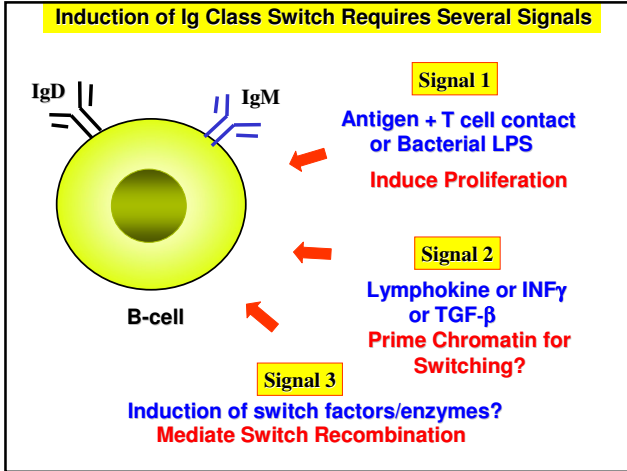 Induction of Ig Class Switch Requires Several Signals
IgD
IgM
B-cell
Signal 1
Antigen + T cell contact
or Bacterial LPS
Induce Proliferation
Signal 2
Lymphokine or INFγ
or TGF-β
Prime Chromatin for
Switching?
Signal 3
Induction of switch factors/enzymes?
Mediate Switch Recombination